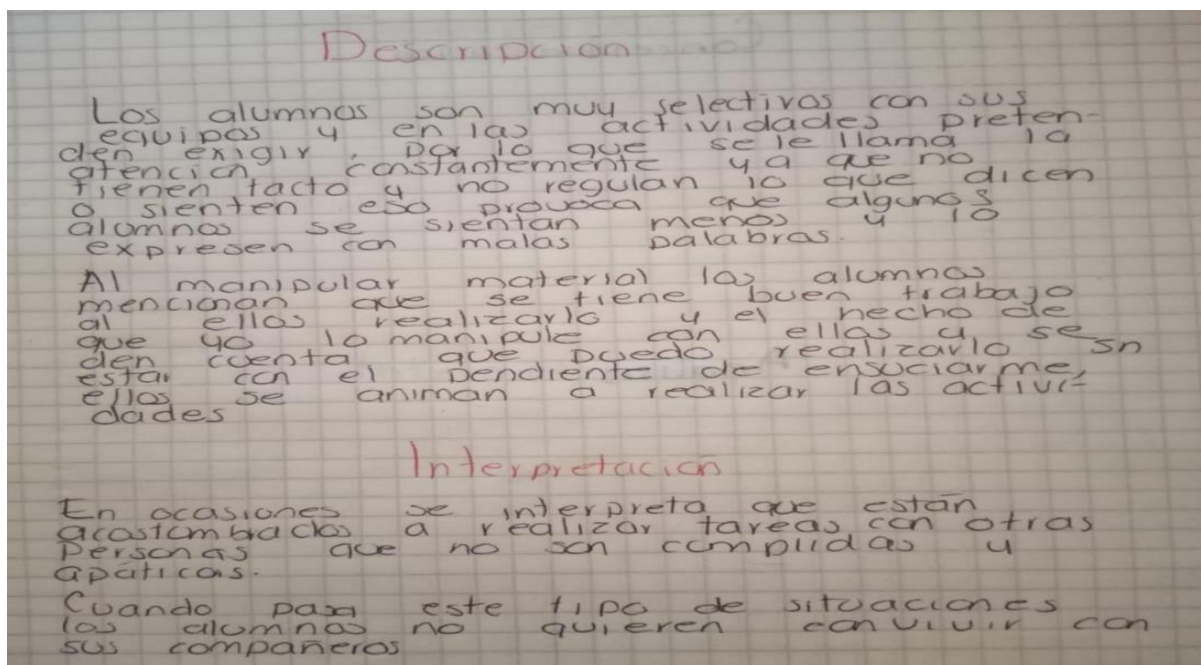 Descripción
Los alumnos son muy selectivos con sus
equipos y en las actividades preten-
den exigir, por lo que se le llama la
atención constantemente ya que no
tienen tacto y no regulan lo que dicen
o sienten eso provoca que algunos
alumnos se sientan menos y lo
expresen con malas palabras.
Al manipular material los alumnos
mencionan que se tiene buen trabajo
al ellos realizarlo y el hecho de
que yo lo manipule con ellos y se
den cuenta que puedo realizarlo sn
estar con el pendiente de ensuciarme,
ellos se animan a realizar las activi-
dades
Interpretación
En ocasiones se interpreta que están
acostombrados a realizar tareas con otras
personas que no son complidas y
apáticas.
Cuando pasa este tipo de situaciones
los alumnos no quieren convivir con
sus compañeros